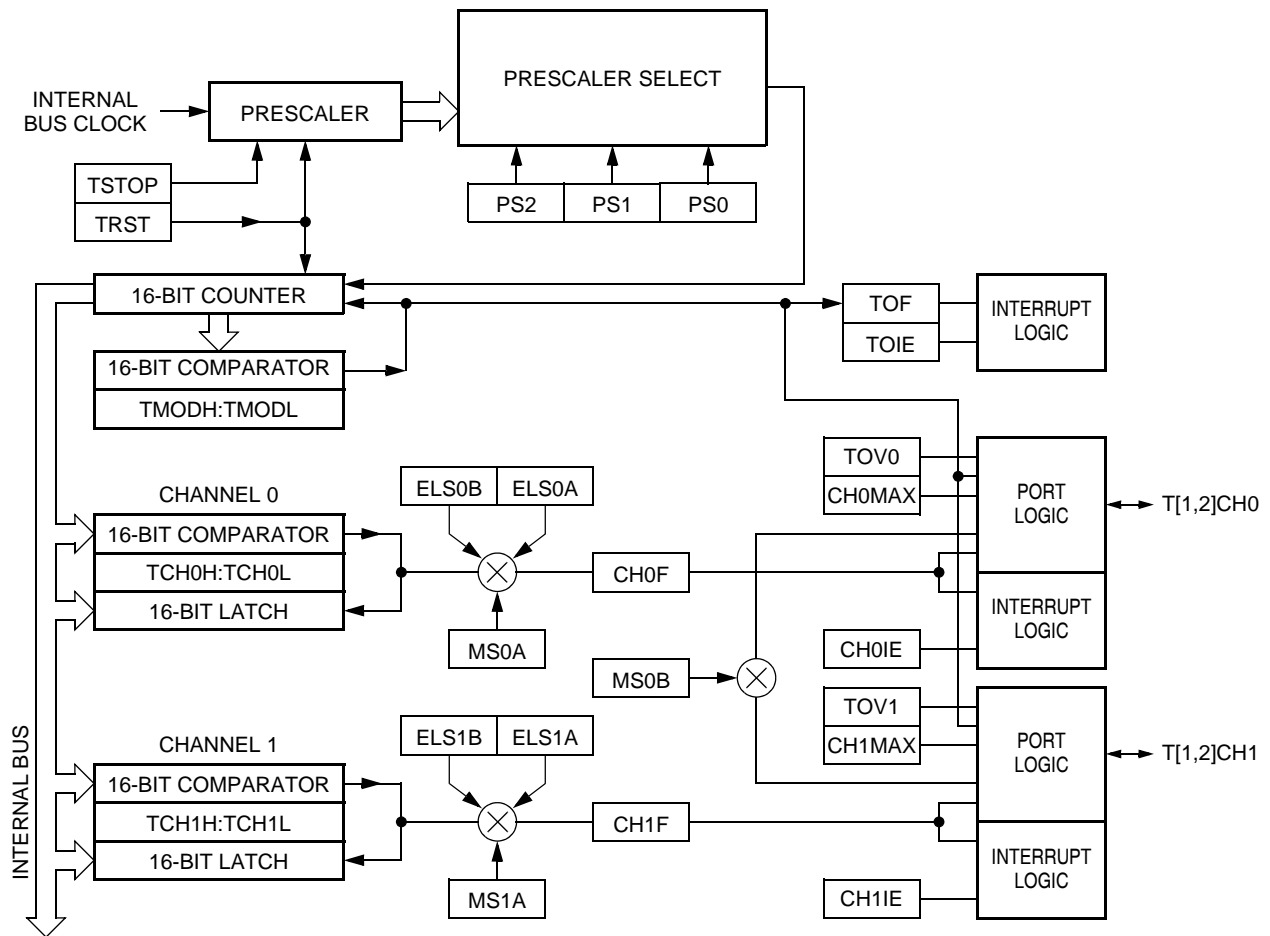 PRESCALER SELECT
INTERNAL
BUS CLOCK
PRESCALER
TSTOP
TRST
PS2
PS1
PS0
16-BIT COUNTER
16-BIT COMPARATOR
TMODH:TMODL
TOF
TOIE
INTERRUPT
LOGIC
CHANNEL 0
16-BIT COMPARATOR
TCH0H:TCH0L
16-BIT LATCH
ELS0B
ELS0A
MS0A
CH0F
TOV0
CH0MAX
PORT
LOGIC
T[1,2]CH0
INTERRUPT
LOGIC
CH0IE
MS0B
INTERNAL BUS
CHANNEL 1
16-BIT COMPARATOR
TCH1H:TCH1L
16-BIT LATCH
ELS1B
ELS1A
MS1A
CH1F
TOV1
CH1MAX
PORT
LOGIC
T[1,2]CH1
INTERRUPT
LOGIC
CH1IE